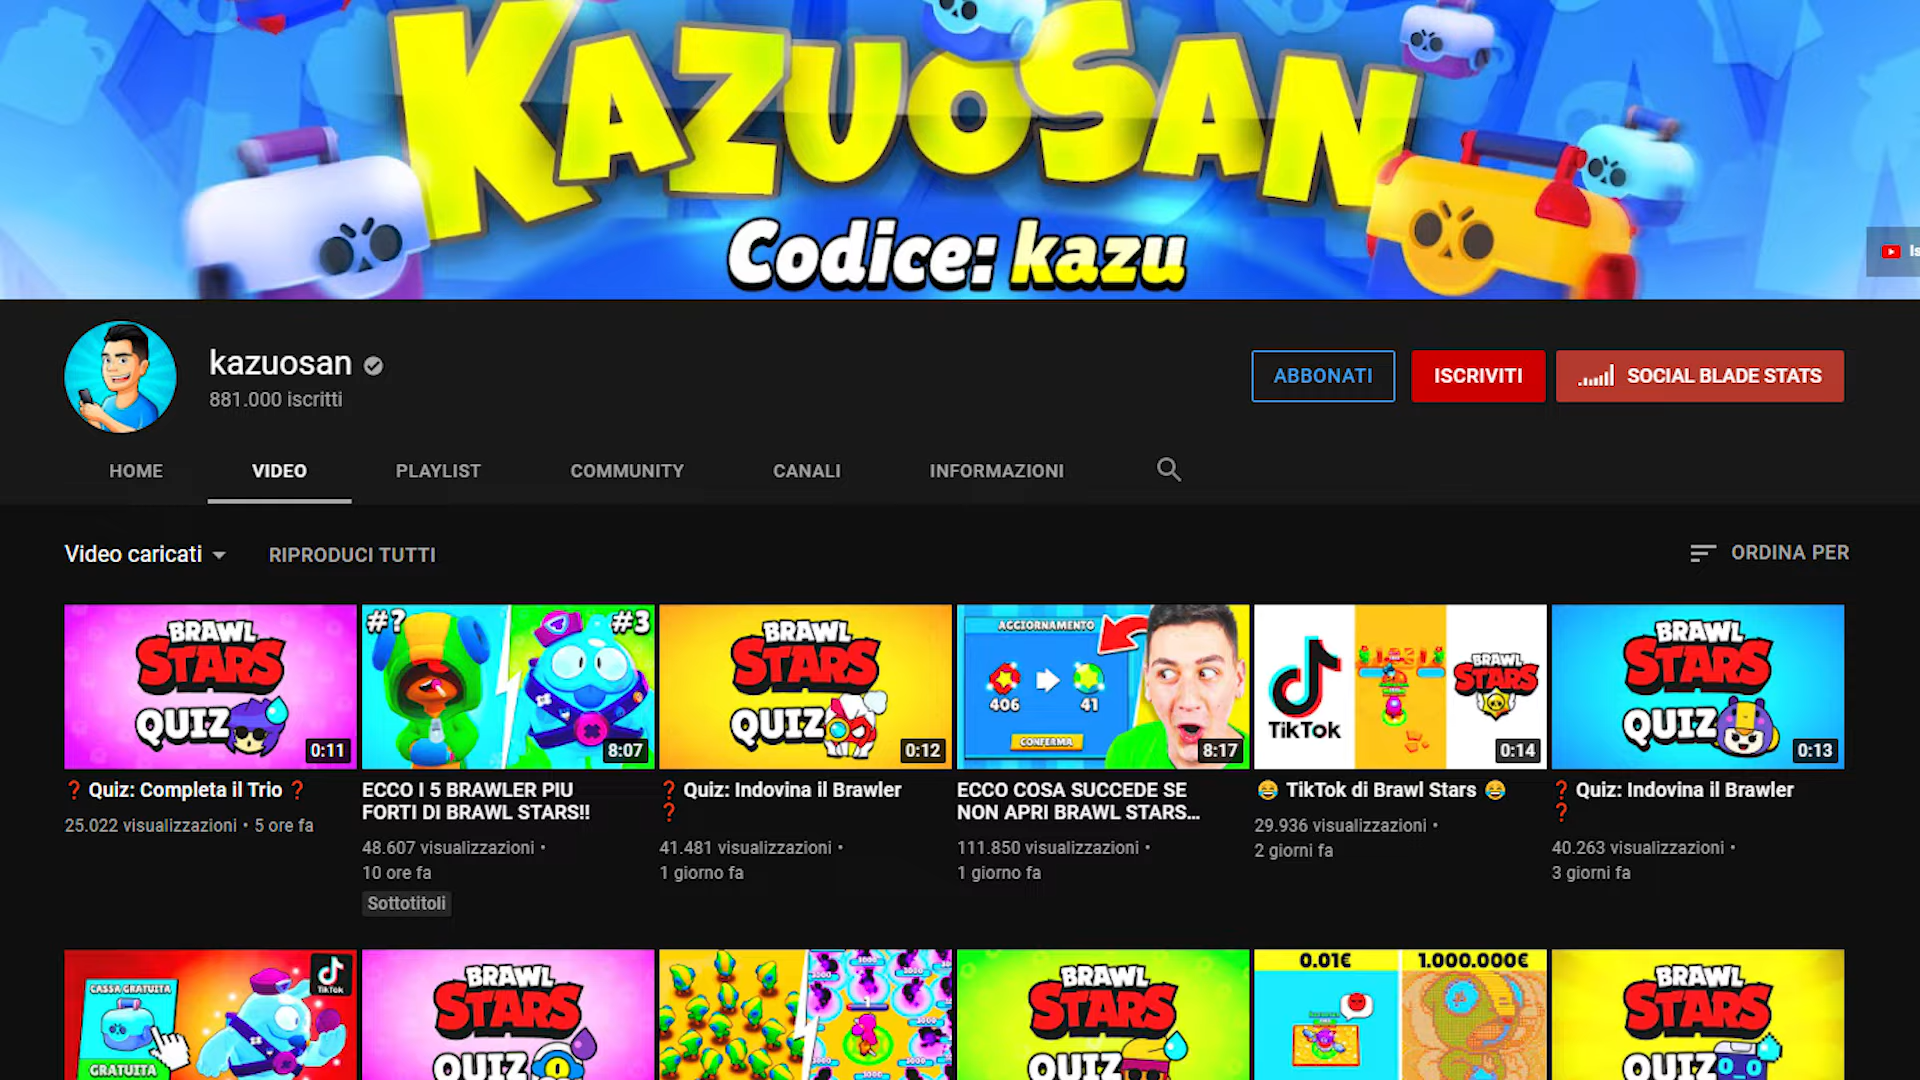 KAZUOSAN
Codice: kazu
kazuosan
881.000 iscritti
ABBONATI
ISCRIVITI
SOCIAL BLADE STATS
HOME
VIDEO
PLAYLIST
COMMUNITY
CANALI
INFORMAZIONI
Video caricati
RIPRODUCI TUTTI
ORDINA PER
BRAWL
STARS
QUIZ
0:11
#?
#3
8:07
BRAWL
STARS
QUIZ
0:12
AGGIORNAMENTO
406
41
CONFERMA
8:17
TikTok
BRAWL
STARS
0:14
BRAWL
STARS
QUIZ
0:13
❓ Quiz: Completa il Trio ❓
25.022 visualizzazioni • 5 ore fa
ECCO I 5 BRAWLER PIU
FORTI DI BRAWL STARS!!
48.607 visualizzazioni •
10 ore fa
Sottotitoli
❓ Quiz: Indovina il Brawler
❓
41.481 visualizzazioni •
1 giorno fa
ECCO COSA SUCCEDE SE
NON APRI BRAWL STARS...
111.850 visualizzazioni •
1 giorno fa
😂 TikTok di Brawl Stars 😂
29.936 visualizzazioni •
2 giorni fa
❓ Quiz: Indovina il Brawler
❓
40.263 visualizzazioni •
3 giorni fa
CASSA GRATUITA
GRATUITA
TikTok
BRAWL
STARS
QUIZ
3000
3000
3000
3000
3000
BRAWL
STARS
QUIZ
0.01€
1.000.000€
BRAWL
STARS
QUIZ